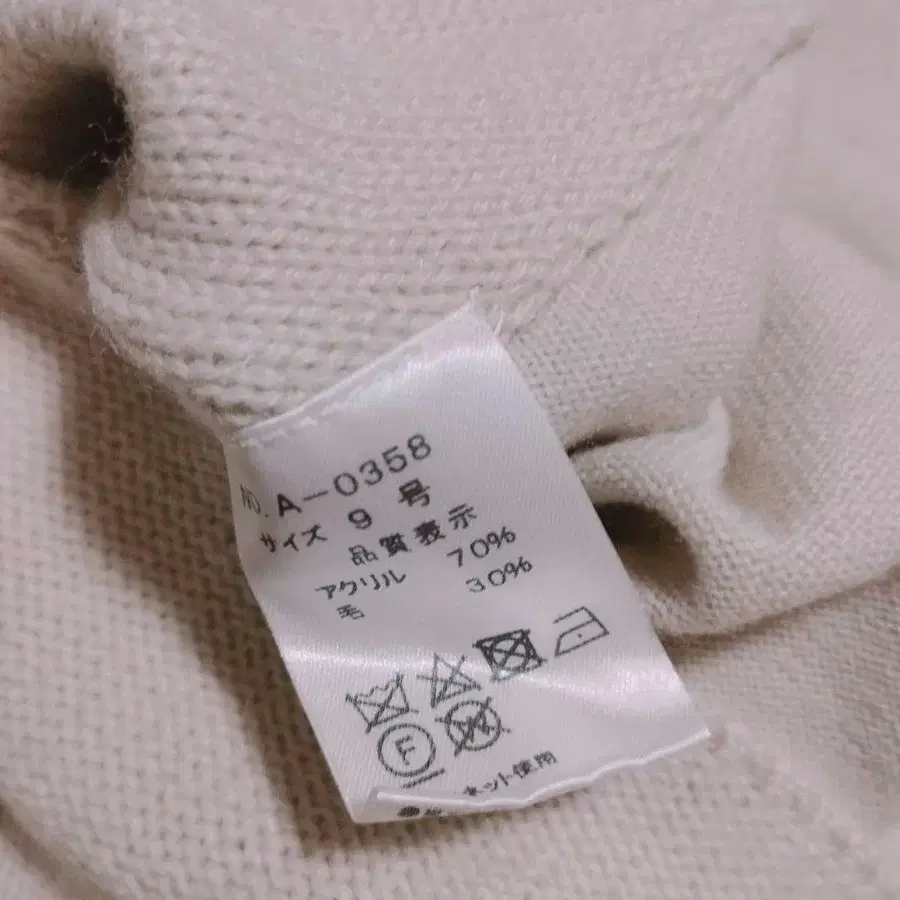 NO. A-0358
サイズ 9 号
品質表示
アクリル 70%
毛 30%
F
ネット使用